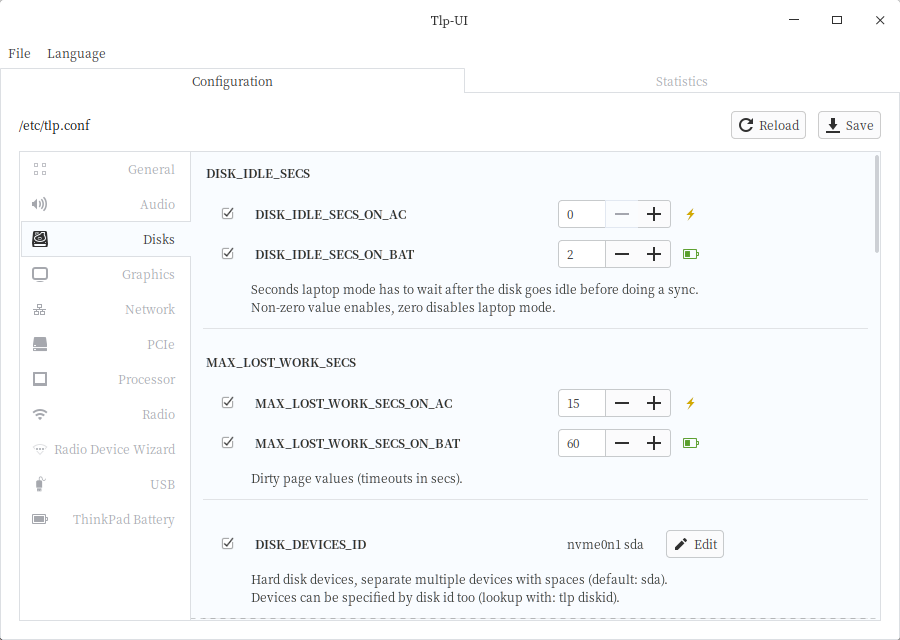 Tlp-UI
File Language
Configuration Statistics
/etc/tlp.conf
Reload Save
General
Audio
Disks
Graphics
Network
PCIe
Processor
Radio
Radio Device Wizard
USB
ThinkPad Battery
DISK_IDLE_SECS
DISK_IDLE_SECS_ON_AC 0
DISK_IDLE_SECS_ON_BAT 2
Seconds laptop mode has to wait after the disk goes idle before doing a sync.
Non-zero value enables, zero disables laptop mode.
MAX_LOST_WORK_SECS
MAX_LOST_WORK_SECS_ON_AC 15
MAX_LOST_WORK_SECS_ON_BAT 60
Dirty page values (timeouts in secs).
DISK_DEVICES_ID nvme0n1 sda Edit
Hard disk devices, separate multiple devices with spaces (default: sda).
Devices can be specified by disk id too (lookup with: tlp diskid).